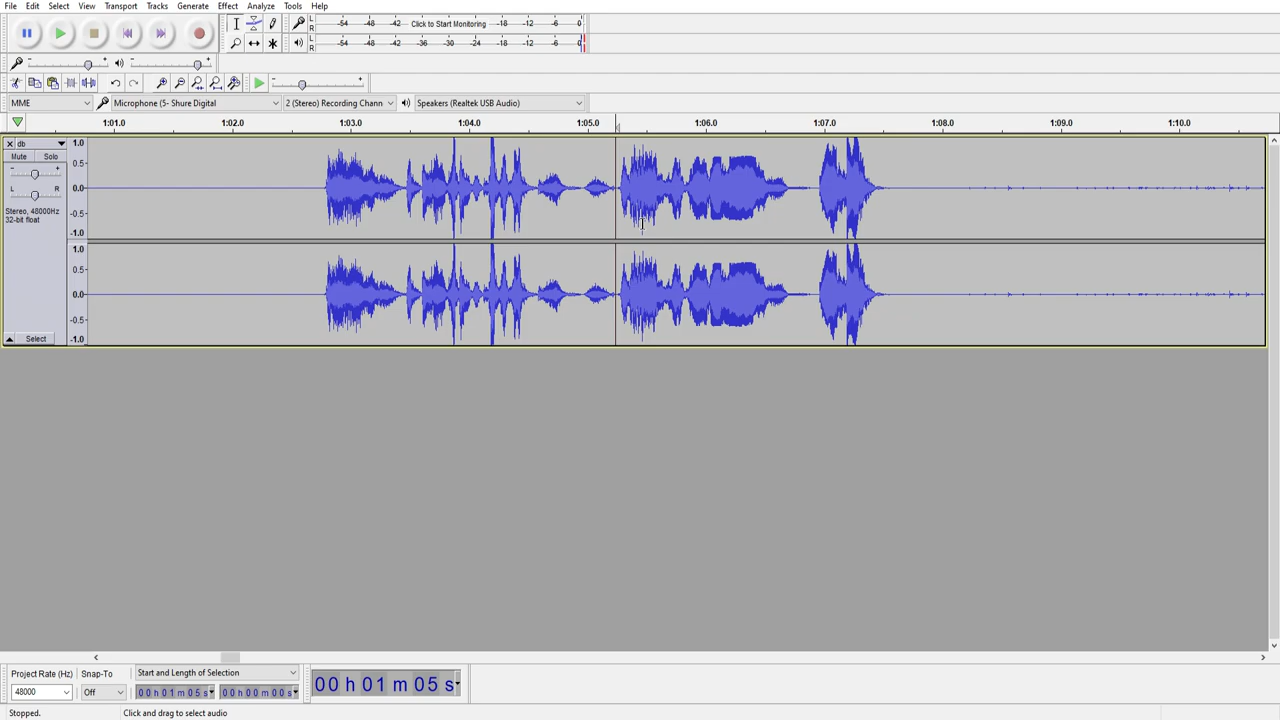 File Edit Select View Transport Tracks Generate Effect Analyze Tools Help
L R -54 -48 -42 Click to Start Monitoring -18 -12 -6 0
L R -54 -48 -42 -36 -30 -24 -18 -12 -6 0
- + - +
- +
MME Microphone (5- Shure Digital 2 (Stereo) Recording Chann Speakers (Realtek USB Audio)
1:01.0 1:02.0 1:03.0 1:04.0 1:05.0 1:06.0 1:07.0 1:08.0 1:09.0 1:10.0
db
Mute Solo
- +
L R
Stereo, 48000Hz
32-bit float
Select
1.0
0.5
0.0
-0.5
-1.0
1.0
0.5
0.0
-0.5
-1.0
Project Rate (Hz) Snap-To Start and Length of Selection
48000 Off 00 h 01 m 05 s 00 h 00 m 00 s 00 h 01 m 05 s
Stopped. Click and drag to select audio